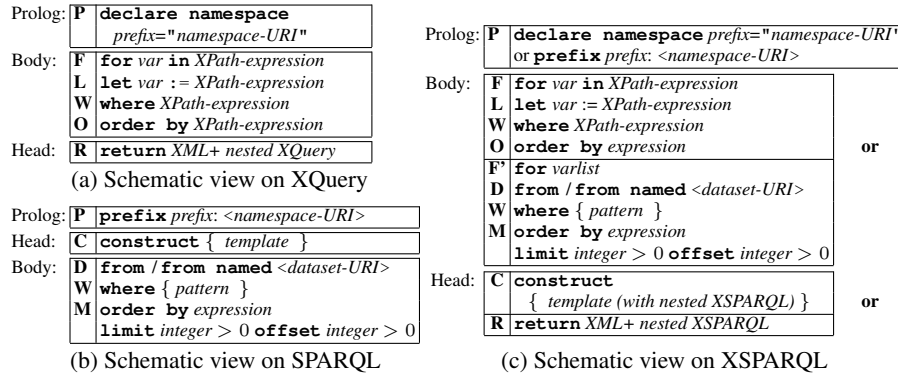 Prolog: P declare namespace
prefix="namespace-URI"
Body: F for var in XPath-expression
L let var := XPath-expression
W where XPath-expression
O order by XPath-expression
Head: R return XML+ nested XQuery
(a) Schematic view on XQuery
Prolog: P prefix prefix: <namespace-URI>
Head: C construct { template }
Body: D from / from named <dataset-URI>
W where { pattern }
M order by expression
limit integer > 0 offset integer > 0
(b) Schematic view on SPARQL
Prolog: P declare namespace prefix="namespace-URI"
or prefix prefix: <namespace-URI>
Body: F for var in XPath-expression
L let var := XPath-expression
W where XPath-expression
O order by expression or
F' for varlist
D from / from named <dataset-URI>
W where { pattern }
M order by expression
limit integer > 0 offset integer > 0
Head: C construct
{ template (with nested XSPARQL) } or
R return XML+ nested XSPARQL
(c) Schematic view on XSPARQL